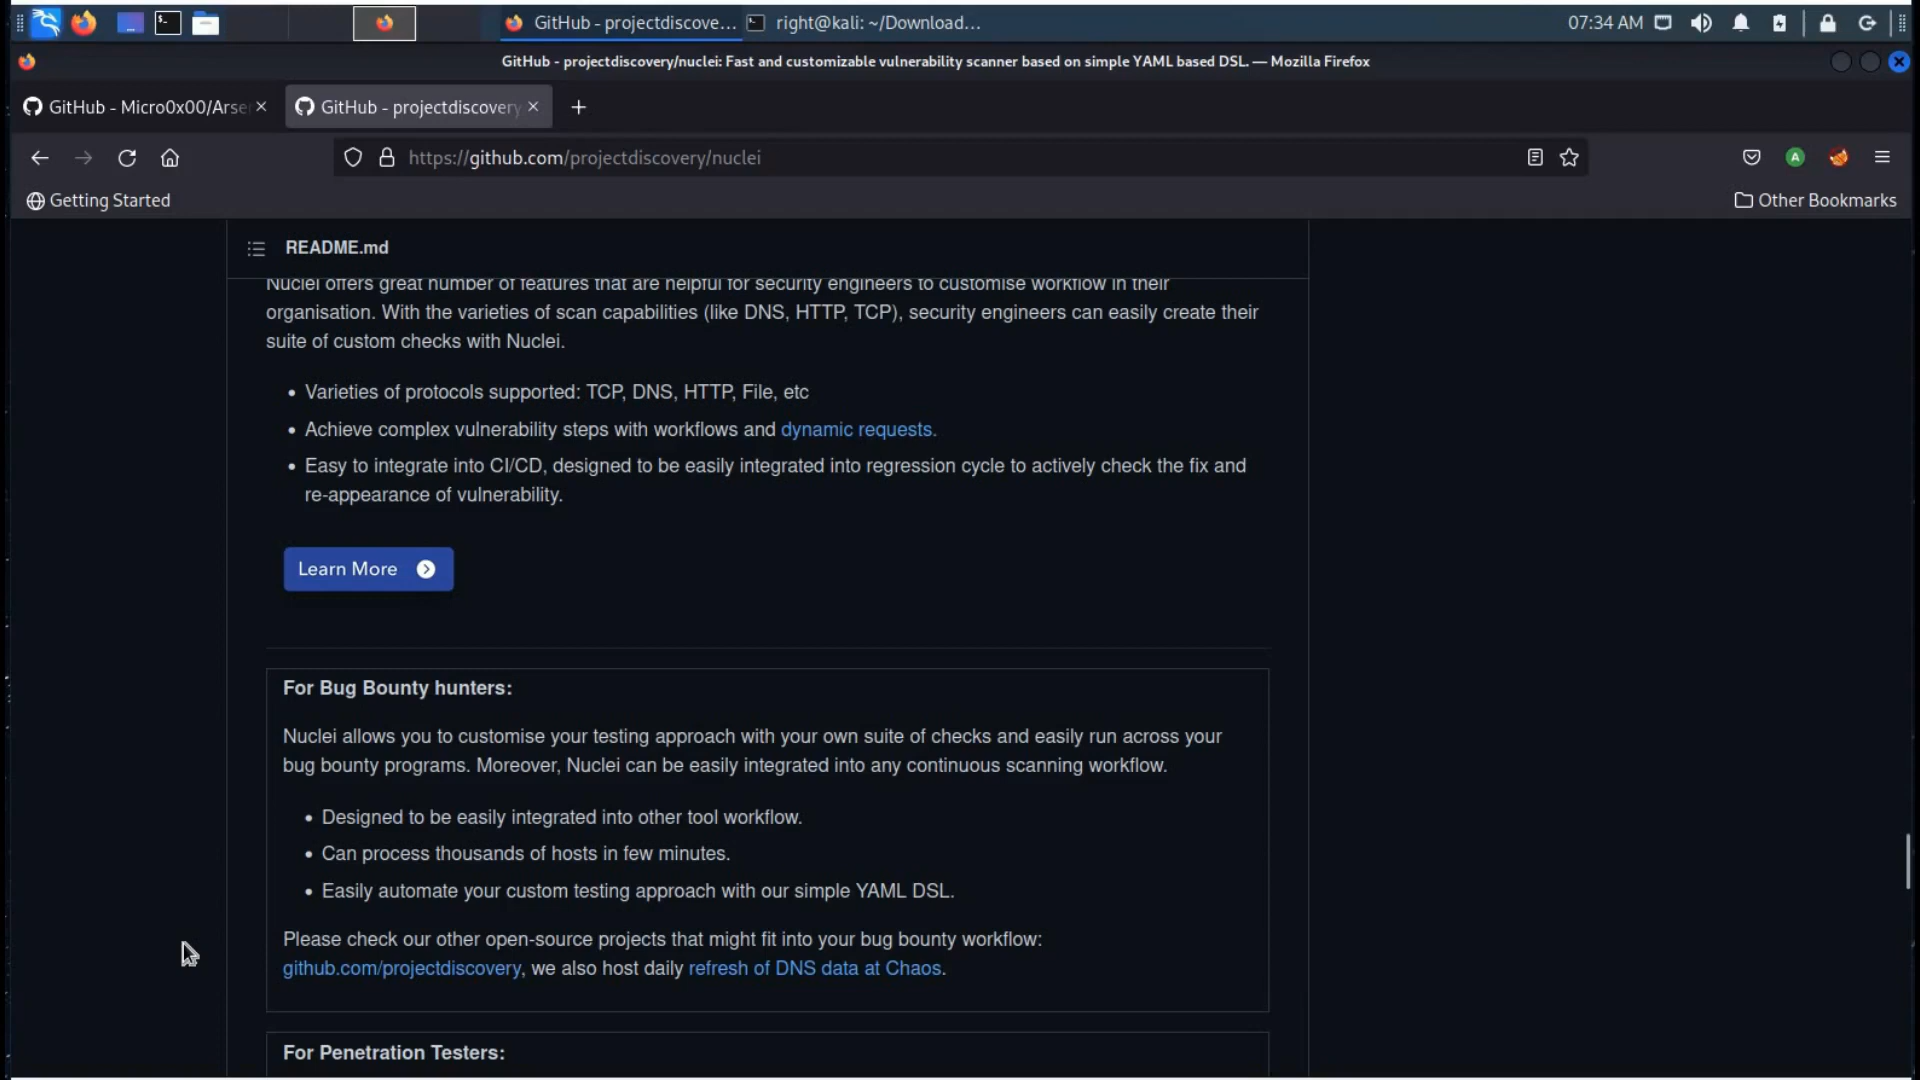 GitHub - projectdiscove...
right@kali: ~/Download...
07:34 AM
GitHub - projectdiscovery/nuclei: Fast and customizable vulnerability scanner based on simple YAML based DSL. — Mozilla Firefox
GitHub - Micro0x00/Arse
GitHub - projectdiscovery
https://github.com/projectdiscovery/nuclei
A
Getting Started
Other Bookmarks
README.md
Nuclei offers great number of features that are helpful for security engineers to customise workflow in their
organisation. With the varieties of scan capabilities (like DNS, HTTP, TCP), security engineers can easily create their
suite of custom checks with Nuclei.
• Varieties of protocols supported: TCP, DNS, HTTP, File, etc
• Achieve complex vulnerability steps with workflows and dynamic requests.
• Easy to integrate into CI/CD, designed to be easily integrated into regression cycle to actively check the fix and
re-appearance of vulnerability.
Learn More
For Bug Bounty hunters:
Nuclei allows you to customise your testing approach with your own suite of checks and easily run across your
bug bounty programs. Moreover, Nuclei can be easily integrated into any continuous scanning workflow.
• Designed to be easily integrated into other tool workflow.
• Can process thousands of hosts in few minutes.
• Easily automate your custom testing approach with our simple YAML DSL.
Please check our other open-source projects that might fit into your bug bounty workflow:
github.com/projectdiscovery, we also host daily refresh of DNS data at Chaos.
For Penetration Testers: